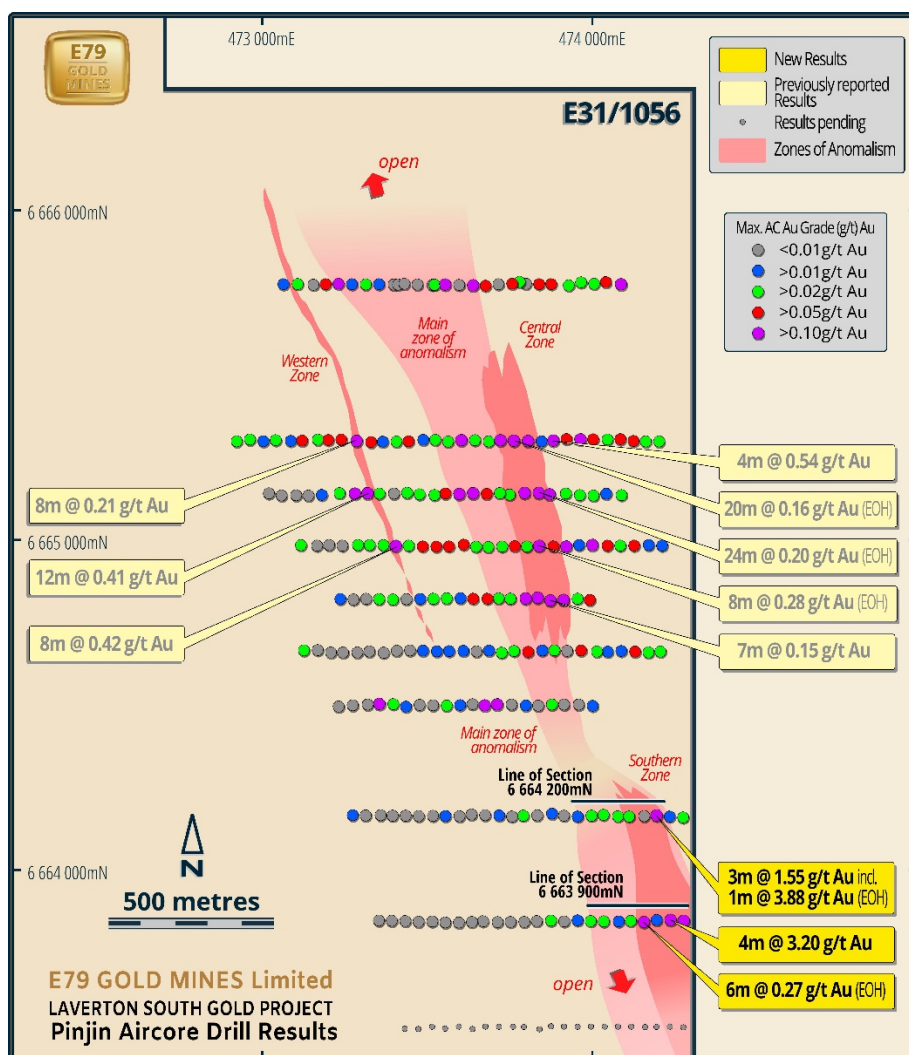 E79
GOLD
MINES
473 000mE
474 000mE
New Results
Previously reported
Results
Results pending
Zones of Anomalism
E31/1056
open
6 666 000mN
Max. AC Au Grade (g/t) Au
<0.01g/t Au
>0.01g/t Au
>0.02g/t Au
>0.05g/t Au
>0.10g/t Au
Main
zone of
anomalism
Central
Zone
Western
Zone
4m @ 0.54 g/t Au
8m @ 0.21 g/t Au
20m @ 0.16 g/t Au (EOH)
6 665 000mN
24m @ 0.20 g/t Au (EOH)
12m @ 0.41 g/t Au
8m @ 0.28 g/t Au (EOH)
8m @ 0.42 g/t Au
7m @ 0.15 g/t Au
Main zone of
anomalism
Southern
Zone
Line of Section
6 664 200mN
N
6 664 000mN
3m @ 1.55 g/t Au incl.
1m @ 3.88 g/t Au (EOH)
Line of Section
6 663 900mN
500 metres
4m @ 3.20 g/t Au
6m @ 0.27 g/t Au (EOH)
open
E79 GOLD MINES Limited
LAVERTON SOUTH GOLD PROJECT
Pinjin Aircore Drill Results